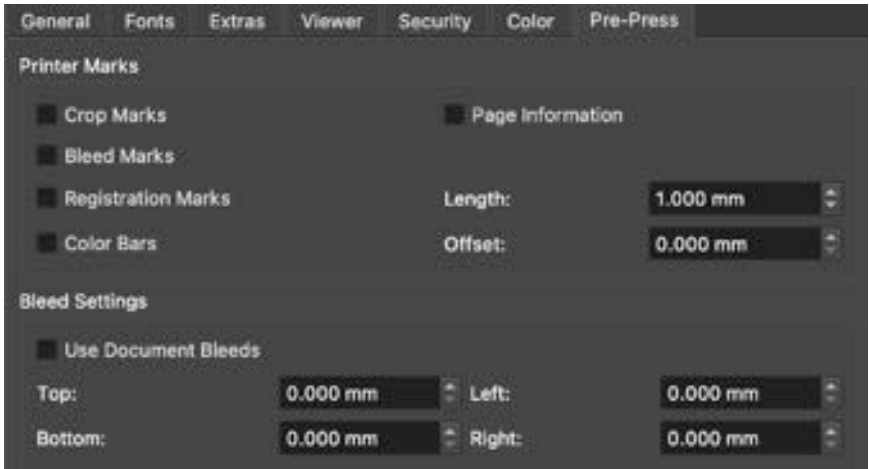 General Fonts Extras Viewer Security Color Pre-Press
Printer Marks
Crop Marks Page Information
Bleed Marks
Registration Marks Length: 1.000 mm
Color Bars Offset: 0.000 mm
Bleed Settings
Use Document Bleeds
Top: 0.000 mm Left: 0.000 mm
Bottom: 0.000 mm Right: 0.000 mm